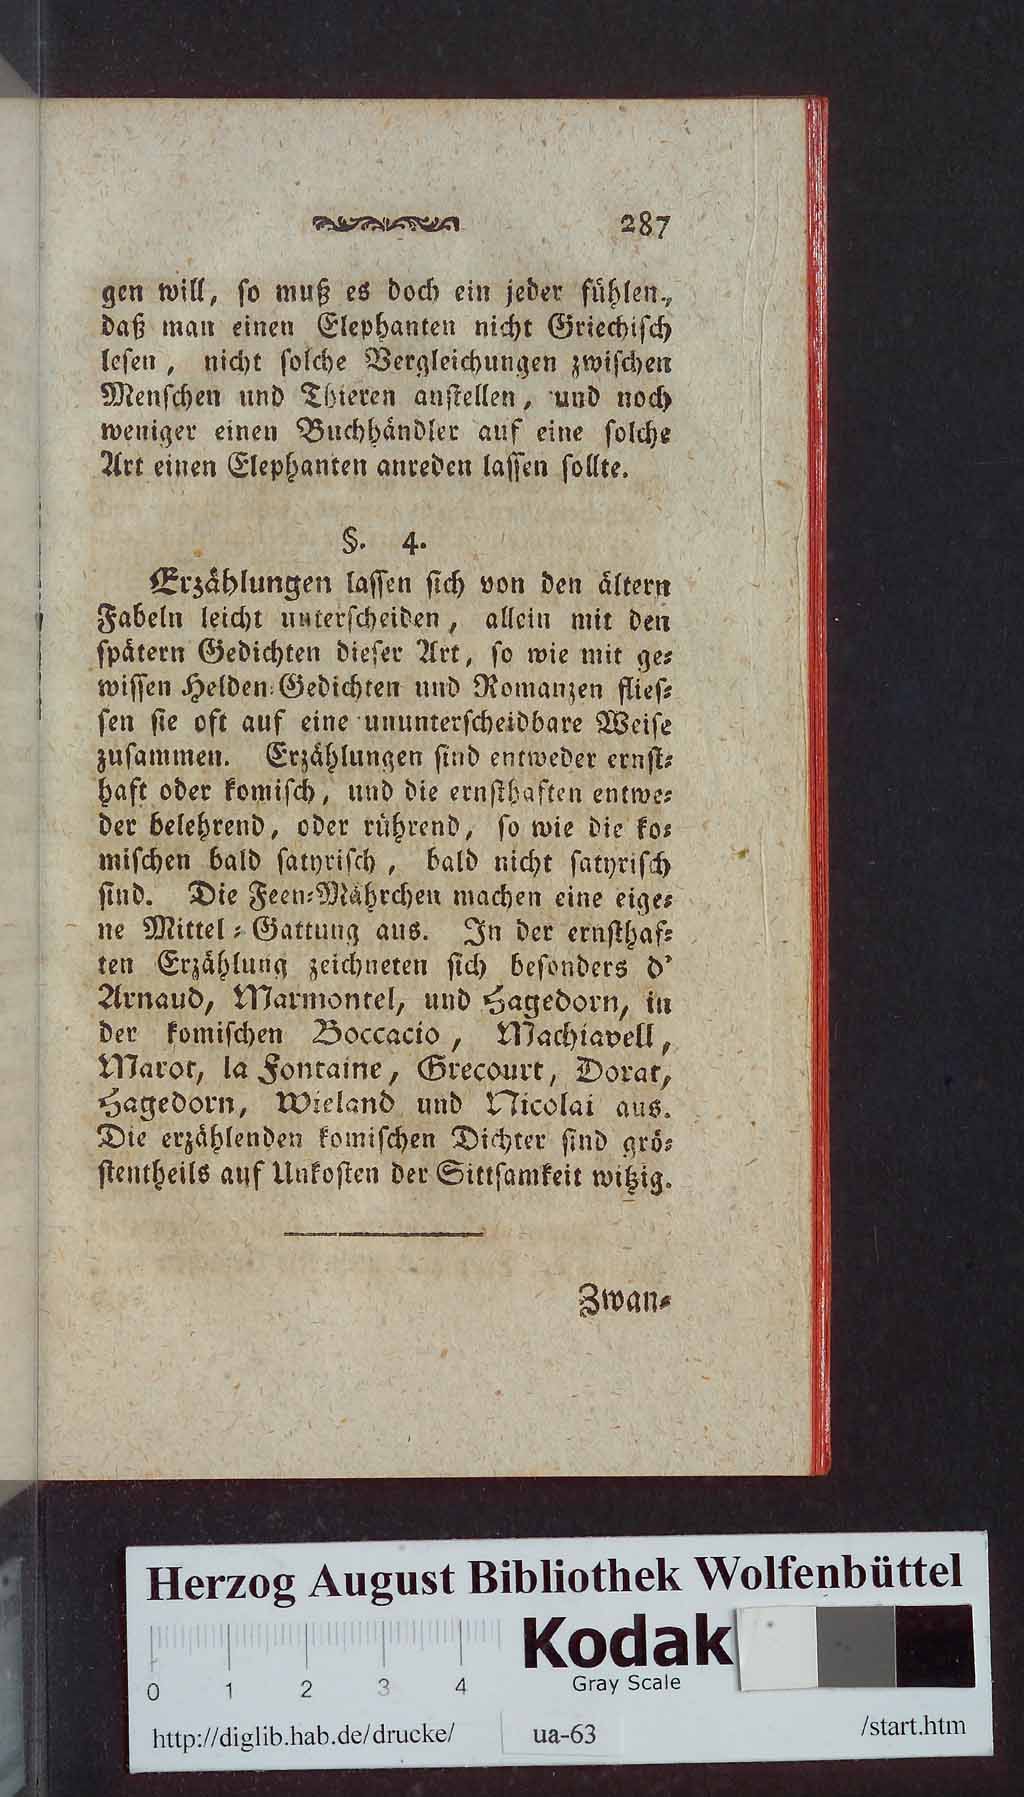 287
gen will, so muß es doch ein jeder fühlen,
daß man einen Elephanten nicht Griechisch
lesen, nicht solche Vergleichungen zwischen
Menschen und Thieren anstellen, und noch
weniger einen Buchhändler auf eine solche
Art einen Elephanten anreden lassen sollte.
§. 4.
Erzählungen lassen sich von den ältern
Fabeln leicht unterscheiden, allein mit den
spätern Gedichten dieser Art, so wie mit ge-
wissen Helden-Gedichten und Romanzen flies-
sen sie oft auf eine ununterscheidbare Weise
zusammen. Erzählungen sind entweder ernst-
haft oder komisch, und die ernsthaften entwe-
der belehrend, oder rührend, so wie die ko-
mischen bald satyrisch, bald nicht satyrisch
sind. Die Feen-Mährchen machen eine eige-
ne Mittel-Gattung aus. In der ernsthaf-
ten Erzählung zeichneten sich besonders d'
Arnaud, Marmontel, und Hagedorn, in
der komischen Boccacio, Machiavell,
Marot, la Fontaine, Grecourt, Dorat,
Hagedorn, Wieland und Nicolai aus.
Die erzählenden komischen Dichter sind grö-
stentheils auf Unkosten der Sittsamkeit witzig.
Zwan-
Herzog August Bibliothek Wolfenbüttel
0 1 2 3 4
Kodak
Gray Scale
http://diglib.hab.de/drucke/ ua-63 /start.htm